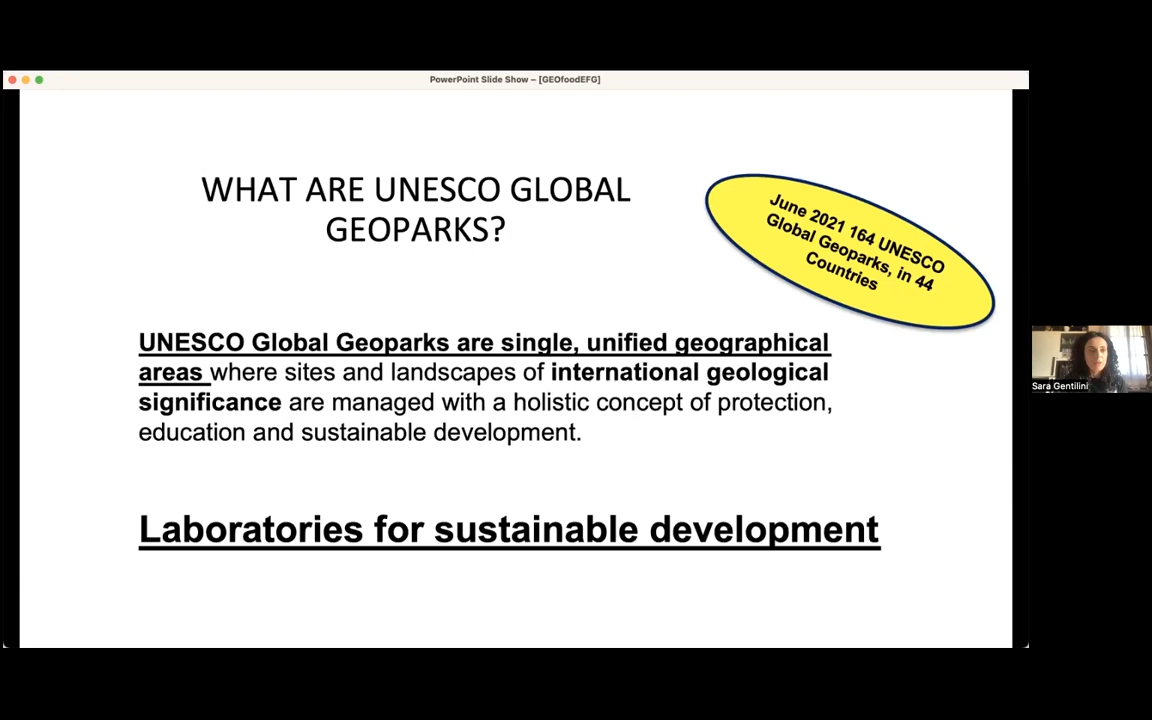 PowerPoint Slide Show – [GEOfoodEFG]
WHAT ARE UNESCO GLOBAL
GEOPARKS?
June 2021 164 UNESCO
Global Geoparks, in 44
Countries
UNESCO Global Geoparks are single, unified geographical
areas where sites and landscapes of international geological
significance are managed with a holistic concept of protection,
education and sustainable development.
Sara Gentilini
Laboratories for sustainable development